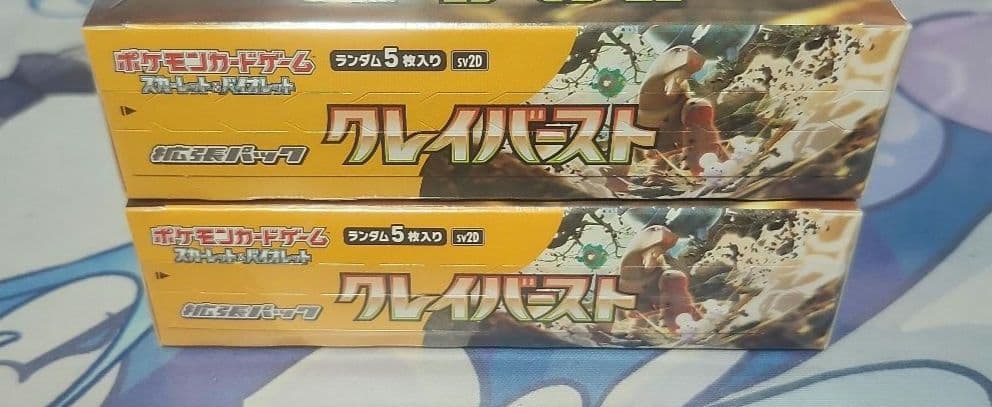 ポケモンカードゲーム
スカーレット&バイオレット
ランダム5枚入り
sv2D
クレイバースト
拡張パック
ポケモンカードゲーム
スカーレット&バイオレット
ランダム5枚入り
sv2D
クレイバースト
拡張パック